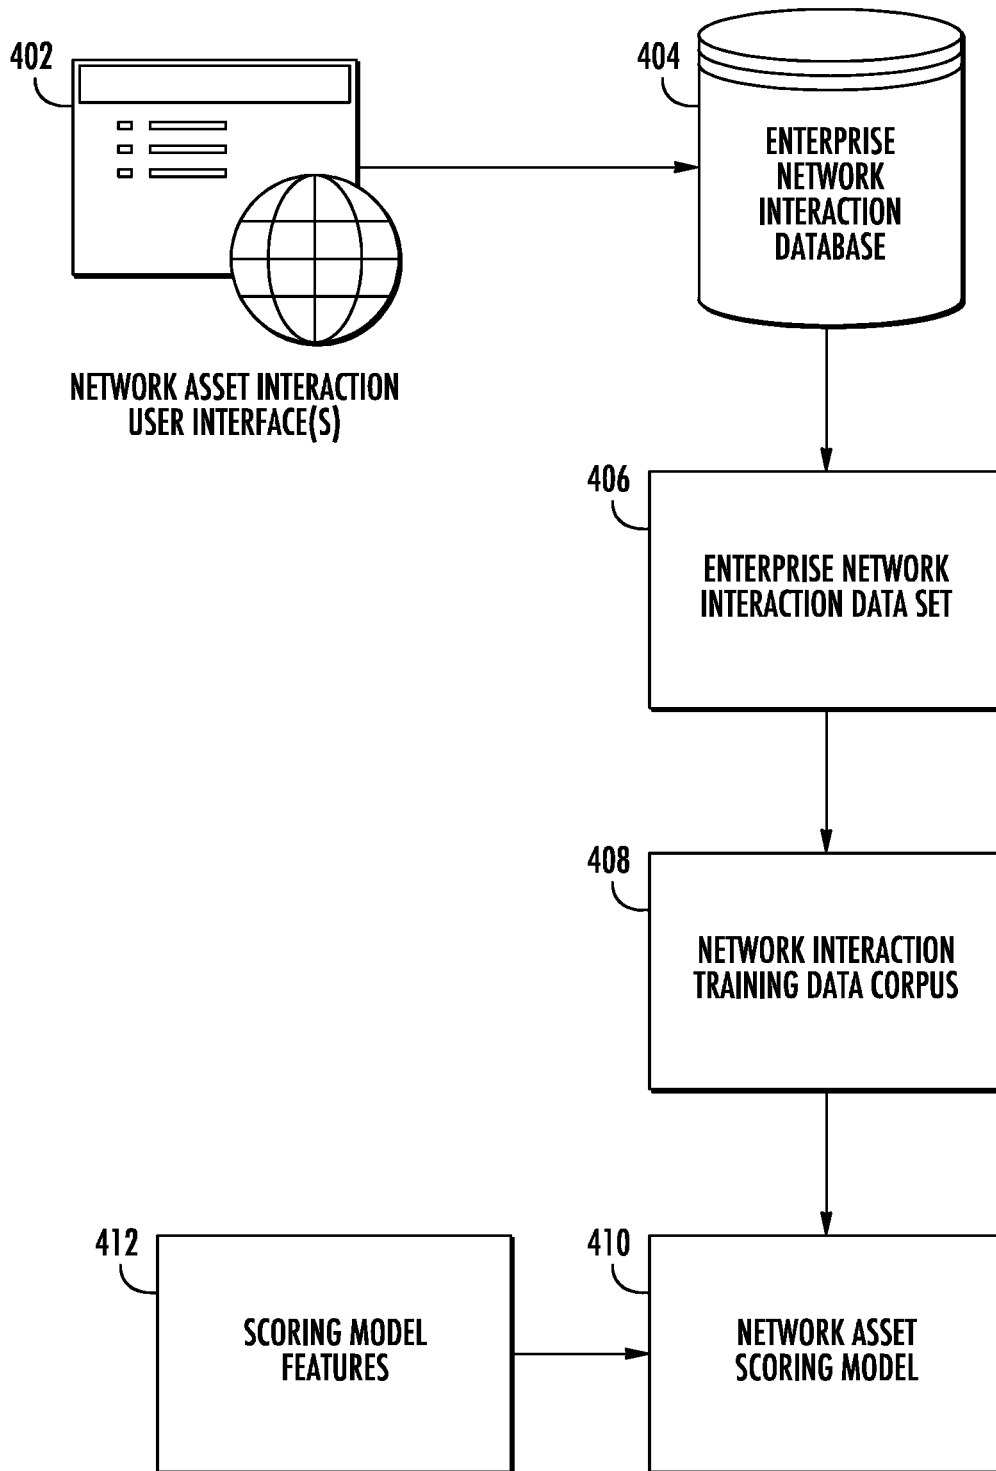 402
404
ENTERPRISE
NETWORK
INTERACTION
DATABASE
NETWORK ASSET INTERACTION
USER INTERFACE(S)
406
ENTERPRISE NETWORK
INTERACTION DATA SET
408
NETWORK INTERACTION
TRAINING DATA CORPUS
412
SCORING MODEL
FEATURES
410
NETWORK ASSET
SCORING MODEL